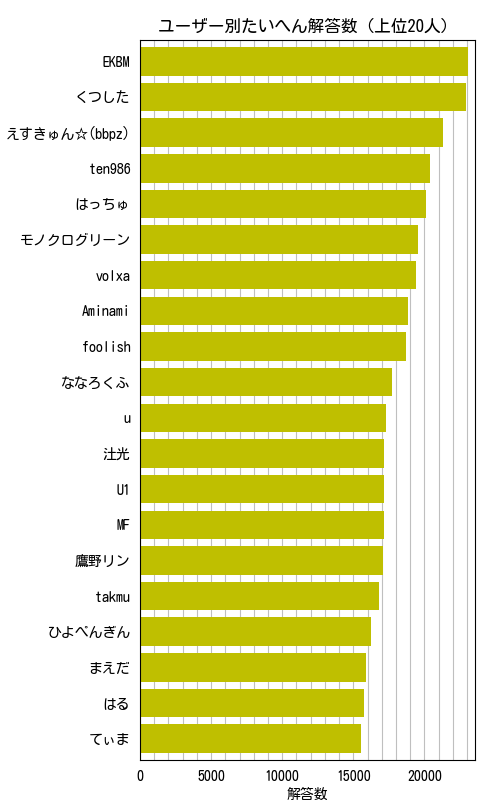 ユーザー別たいへん解答数 (上位20人)
EKBM
くつした
えすきゅん☆(bbpz)
ten986
はっちゅ
モノクログリーン
volxa
Aminami
foolish
ななろくふ
u
汢光
U1
MF
鷹野リン
takmu
ひよぺんぎん
まえだ
はる
てぃま
0 5000 10000 15000 20000
解答数